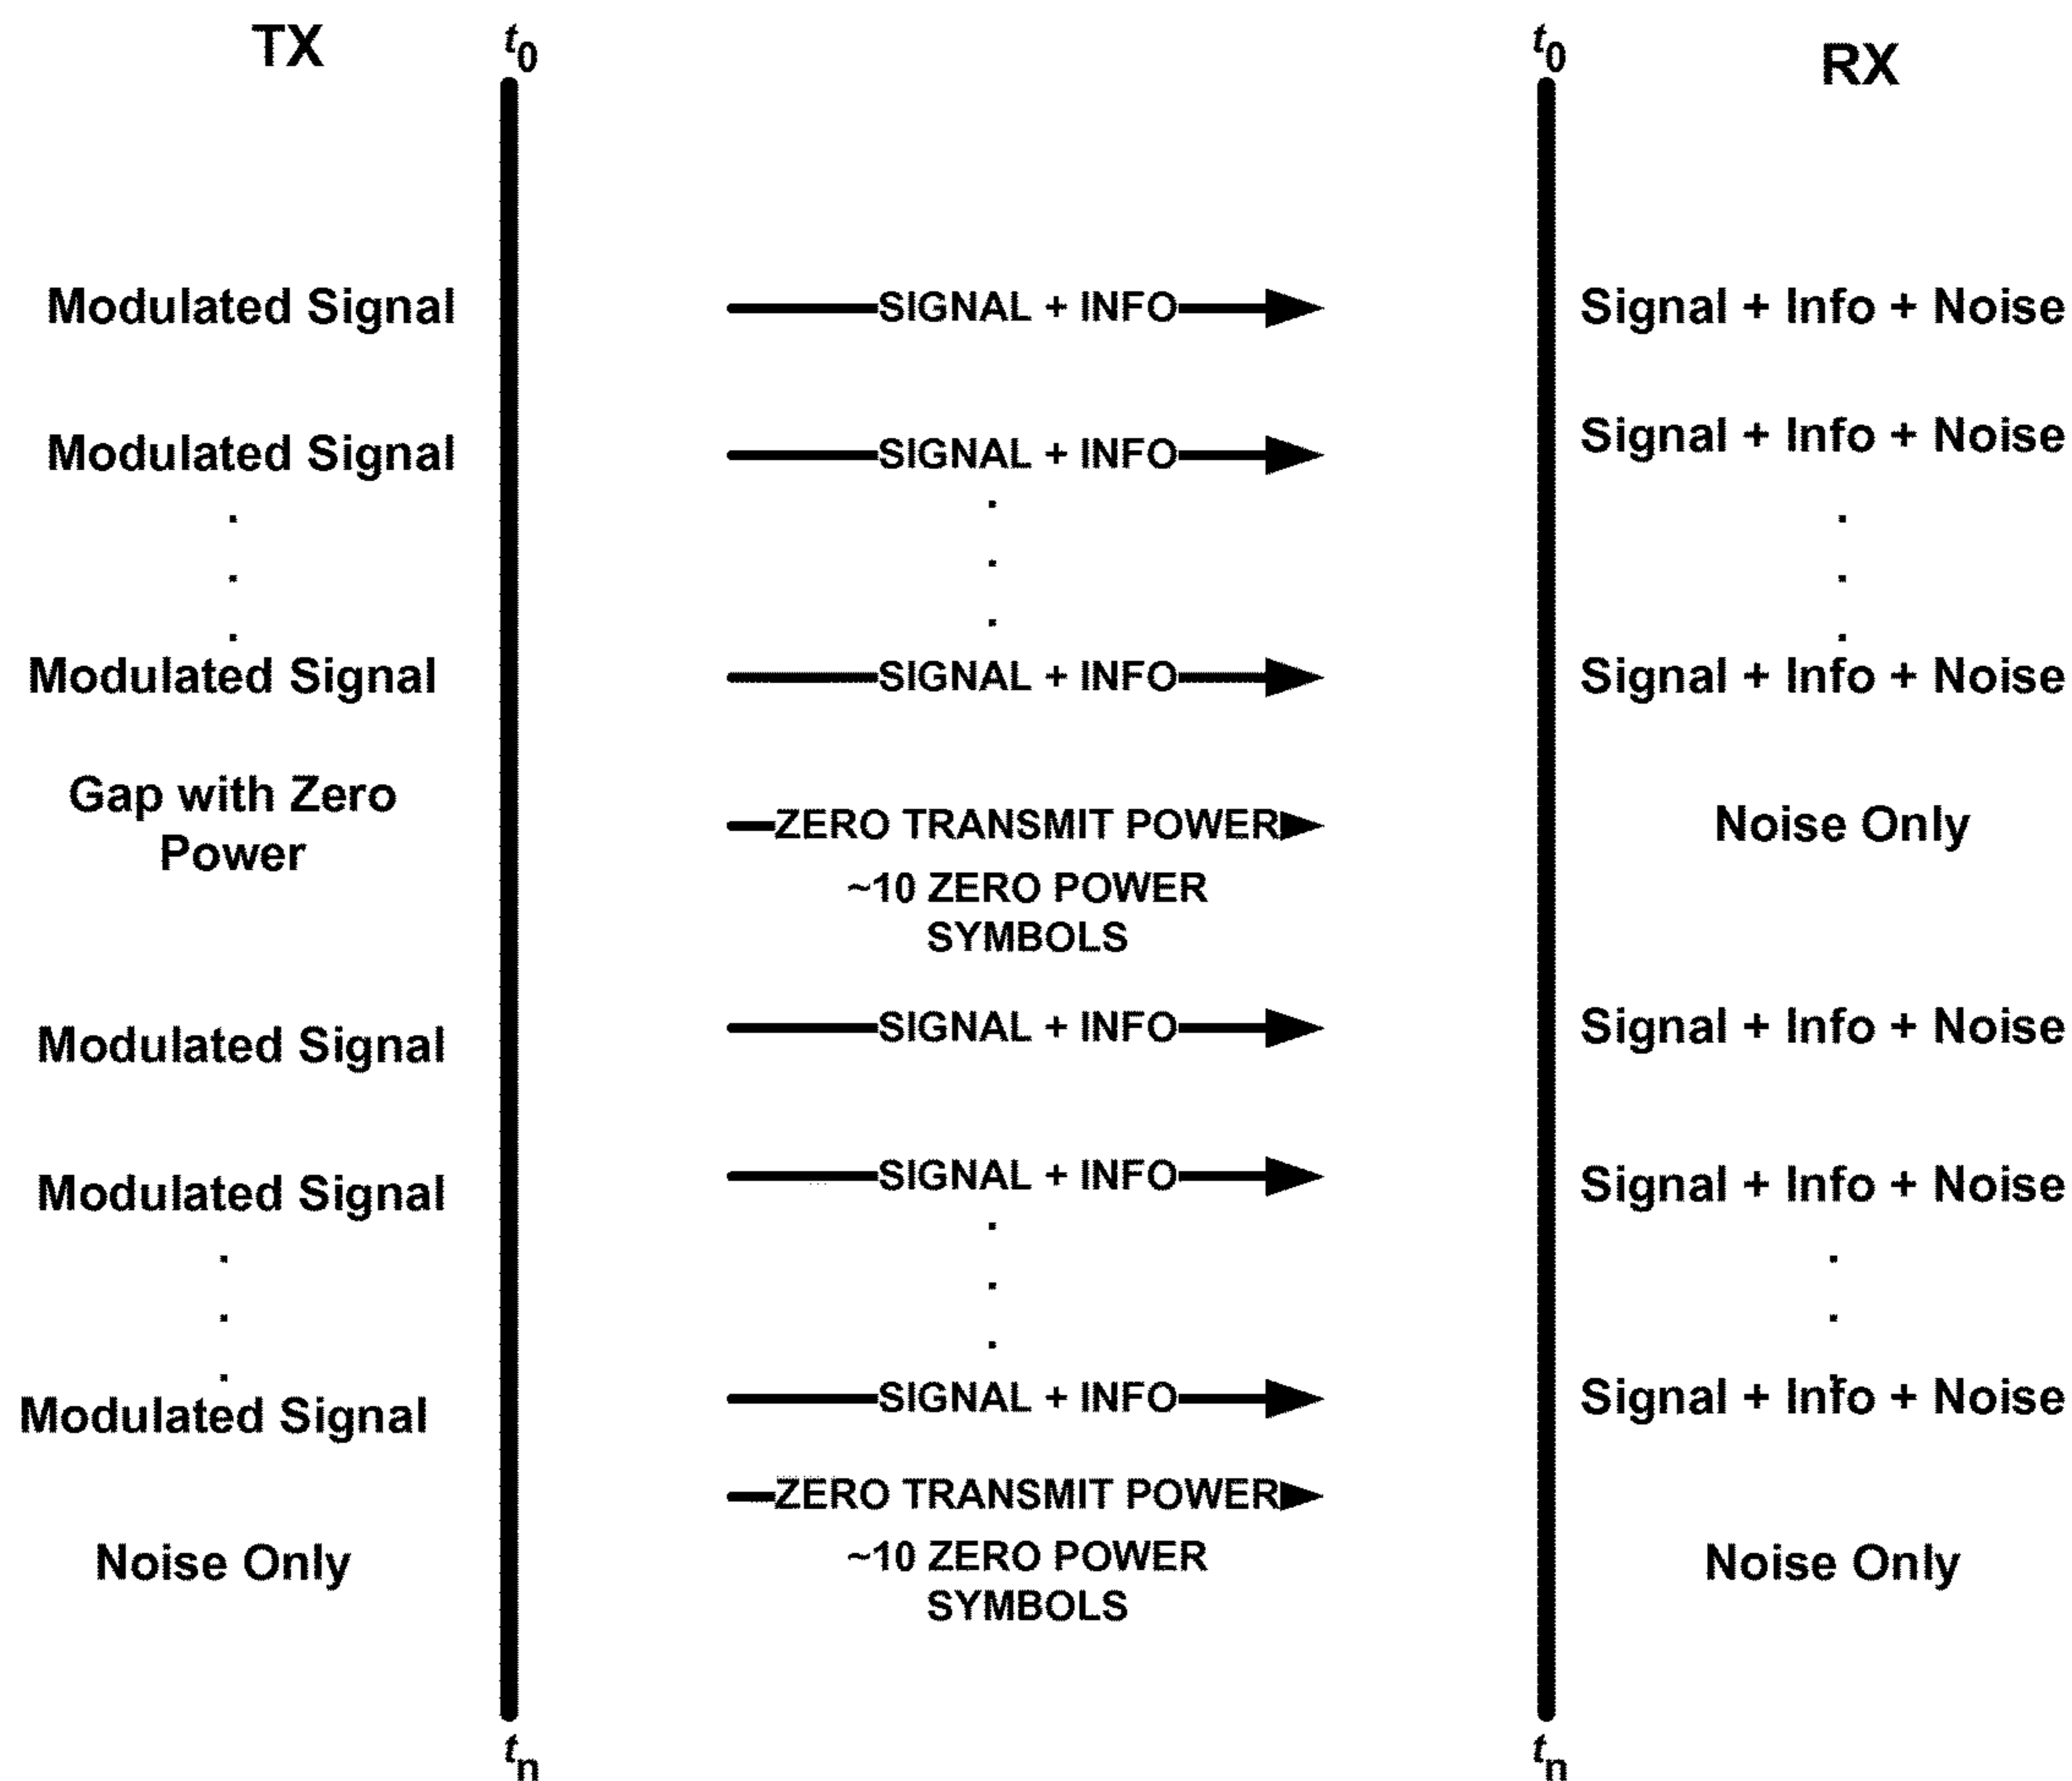 TX t0 t0 RX
Modulated Signal SIGNAL + INFO Signal + Info + Noise
Modulated Signal SIGNAL + INFO Signal + Info + Noise
Modulated Signal SIGNAL + INFO Signal + Info + Noise
Gap with Zero
Power
ZERO TRANSMIT POWER
~10 ZERO POWER
SYMBOLS
Noise Only
Modulated Signal SIGNAL + INFO Signal + Info + Noise
Modulated Signal SIGNAL + INFO Signal + Info + Noise
Modulated Signal SIGNAL + INFO Signal + Info + Noise
Noise Only
ZERO TRANSMIT POWER
~10 ZERO POWER
SYMBOLS
Noise Only
tn tn